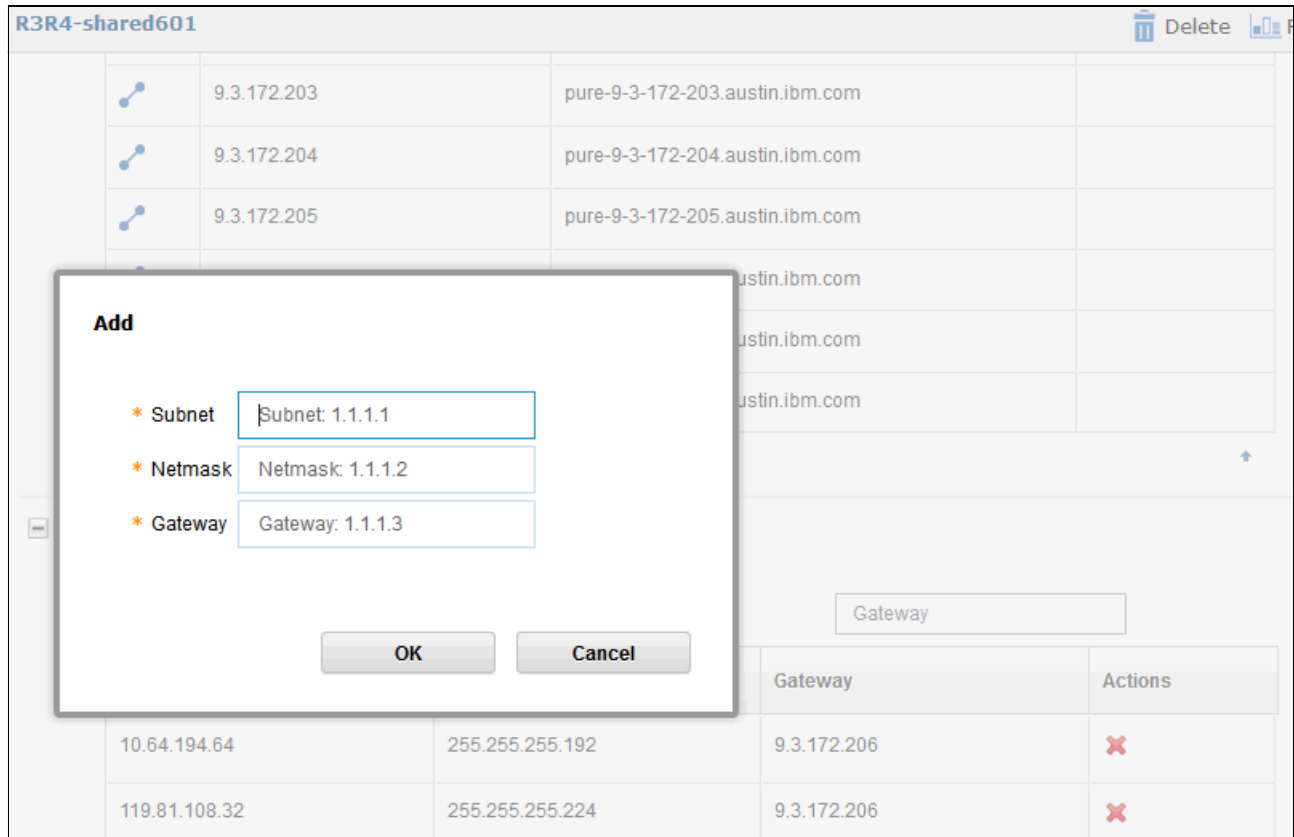 R3R4-shared601
Delete
9.3.172.203 pure-9-3-172-203.austin.ibm.com
9.3.172.204 pure-9-3-172-204.austin.ibm.com
9.3.172.205 pure-9-3-172-205.austin.ibm.com
ustin.ibm.com
ustin.ibm.com
ustin.ibm.com
Add
* Subnet Subnet: 1.1.1.1
* Netmask Netmask: 1.1.1.2
* Gateway Gateway: 1.1.1.3
OK Cancel
Gateway
Gateway Actions
10.64.194.64 255.255.255.192 9.3.172.206
119.81.108.32 255.255.255.224 9.3.172.206